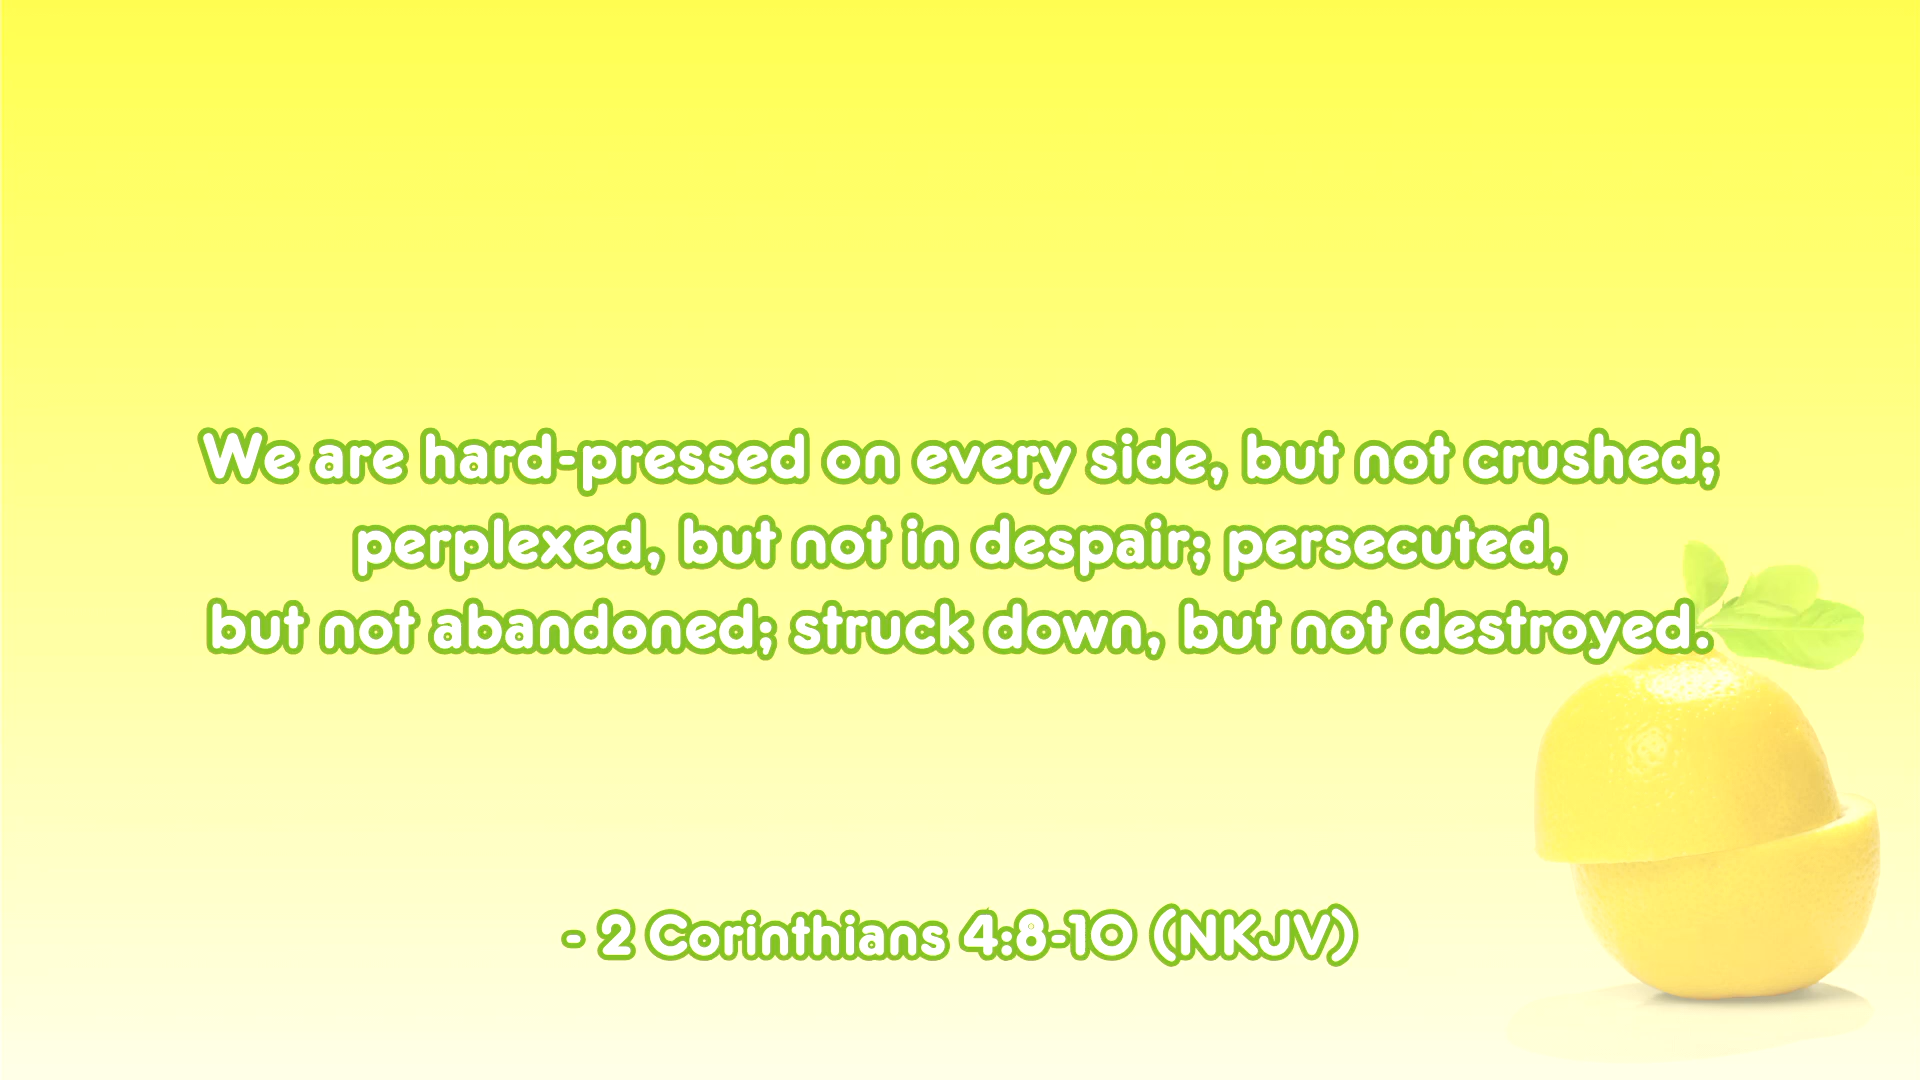 We are hard-pressed on every side, but not crushed;
perplexed, but not in despair; persecuted,
but not abandoned; struck down, but not destroyed.
- 2 Corinthians 4:8-10 (NKJV)